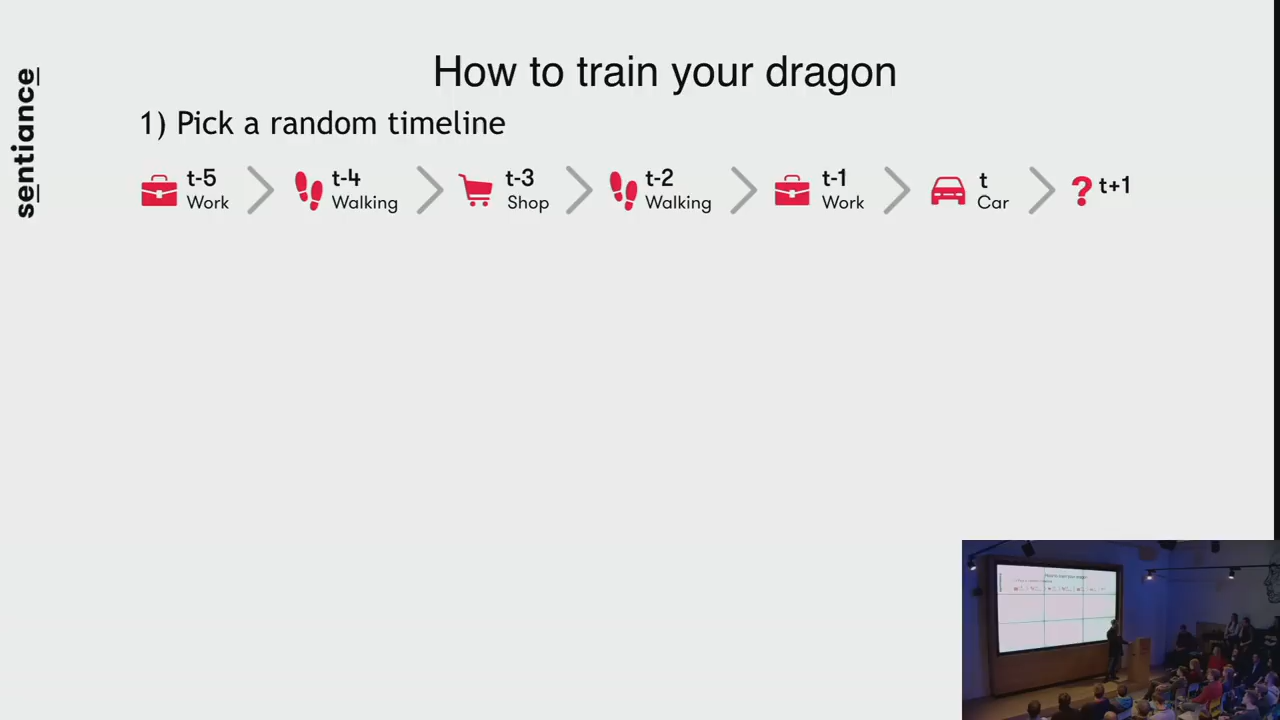 sentiance
How to train your dragon
1) Pick a random timeline
t-5 t-4 t-3 t-2 t-1 t ? t+1
Work Walking Shop Walking Work Car